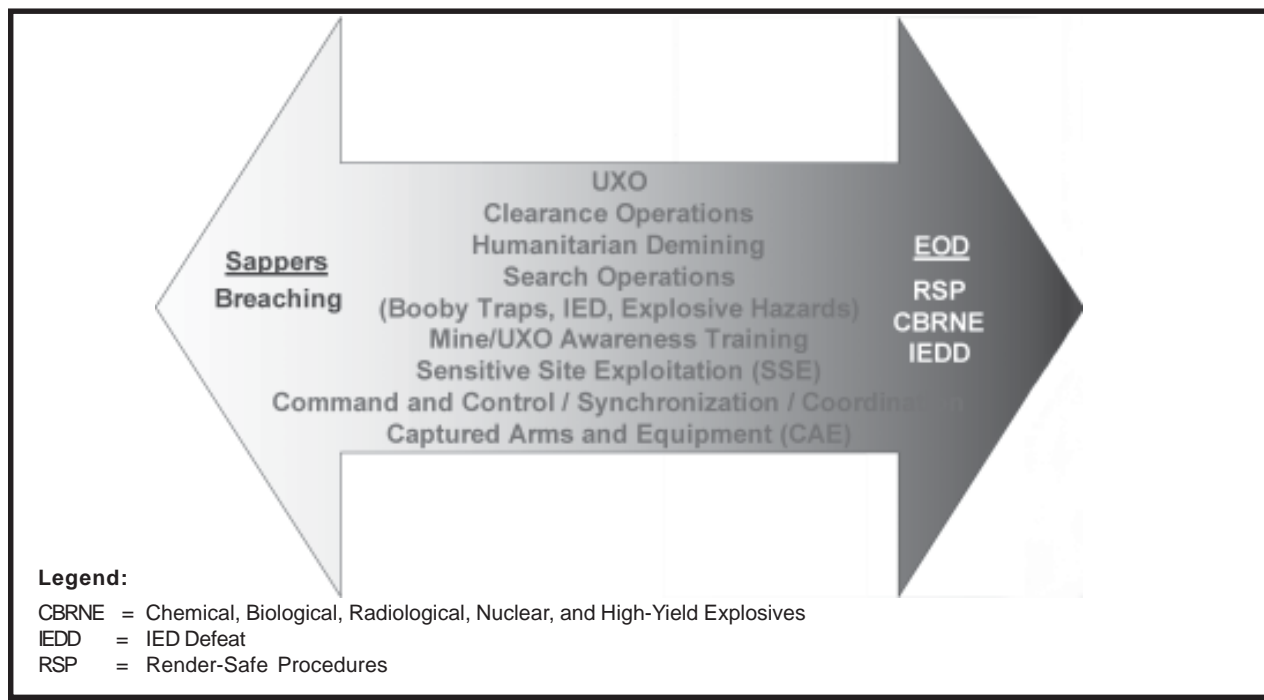 Sappers
Breaching
UXO
Clearance Operations
Humanitarian Demining
Search Operations
(Booby Traps, IED, Explosive Hazards)
Mine/UXO Awareness Training
Sensitive Site Exploitation (SSE)
Command and Control / Synchronization / Coordination
Captured Arms and Equipment (CAE)
EOD
RSP
CBRNE
IEDD
Legend:
CBRNE = Chemical, Biological, Radiological, Nuclear, and High-Yield Explosives
IEDD = IED Defeat
RSP = Render-Safe Procedures